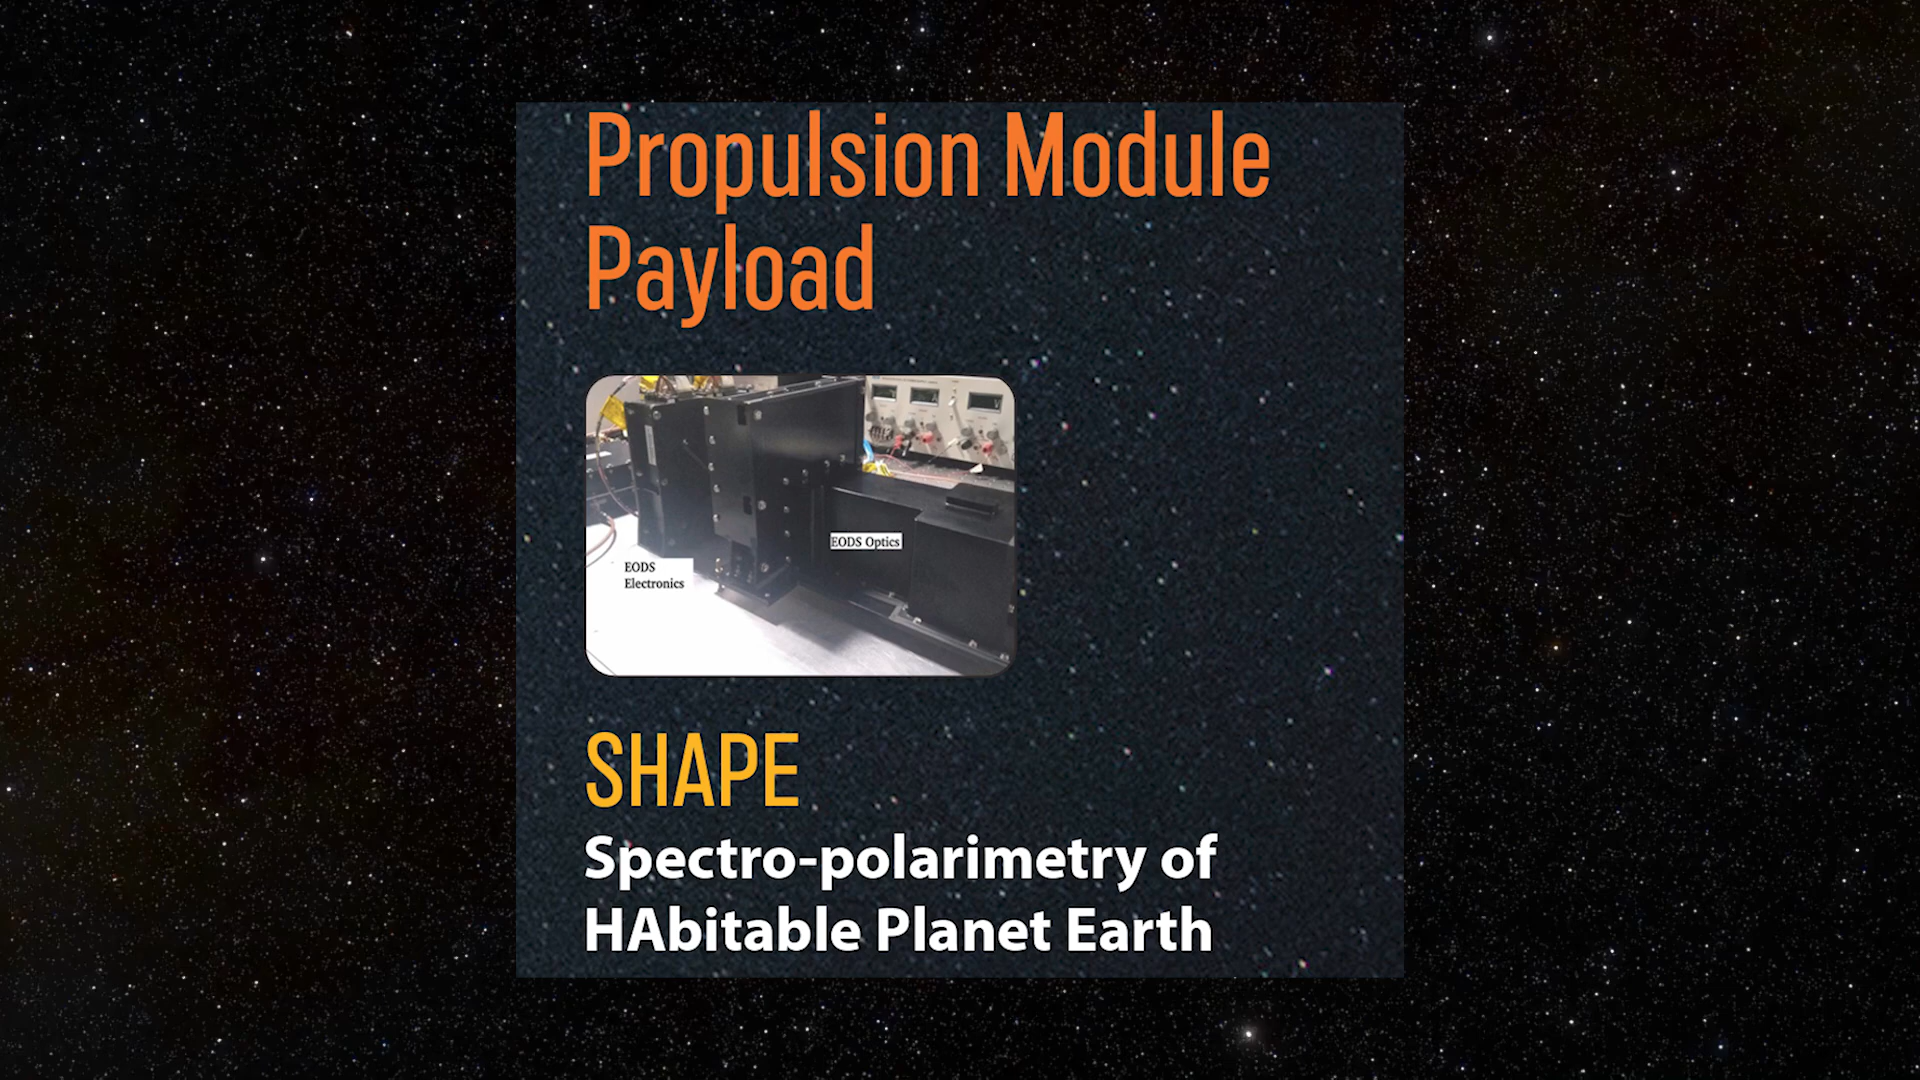 Propulsion Module
Payload
EODS Optics
EODS
Electronics
SHAPE
Spectro-polarimetry of
HAbitable Planet Earth